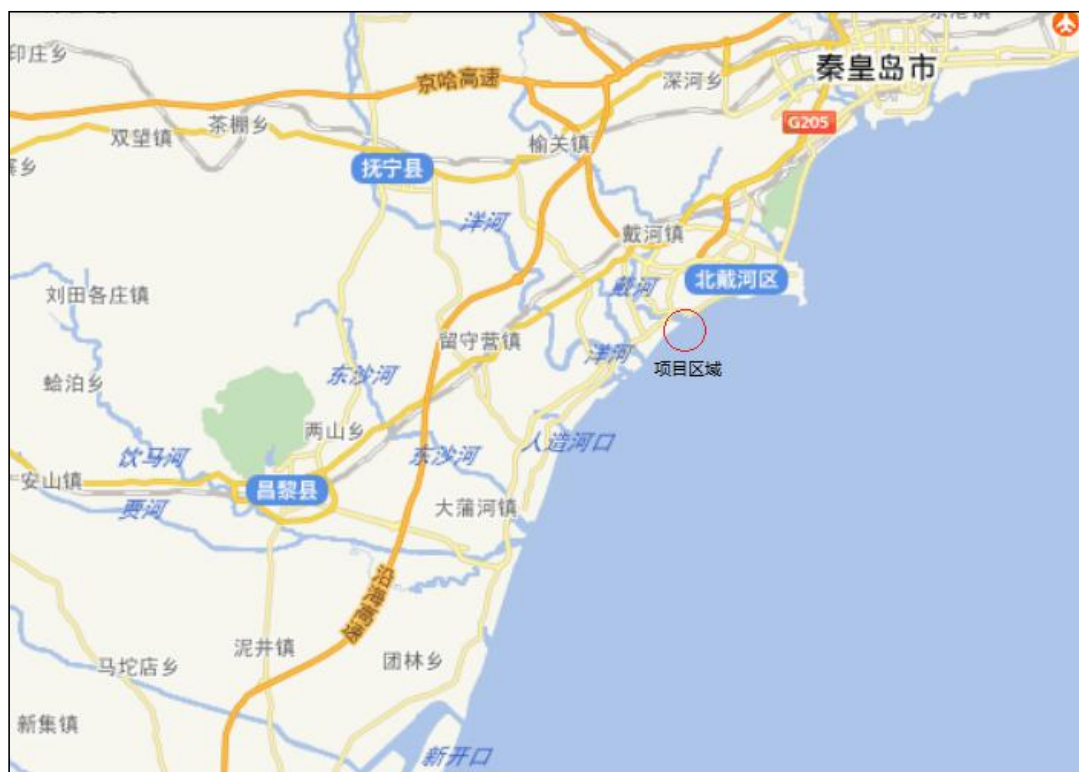 印庄乡
京哈高速
深河乡
秦皇岛市
双望镇
茶棚乡
榆关镇
G205
抚宁县
洋河
戴河镇
戴河
北戴河区
刘田各庄镇
留守营镇
洋河
项目区域
蛤泊乡
东沙河
两山乡
人造河口
饮马河
东沙河
安山镇
昌黎县
贾河
大蒲河镇
沿海高速
泥井镇
团林乡
马坨店乡
新集镇
新开口